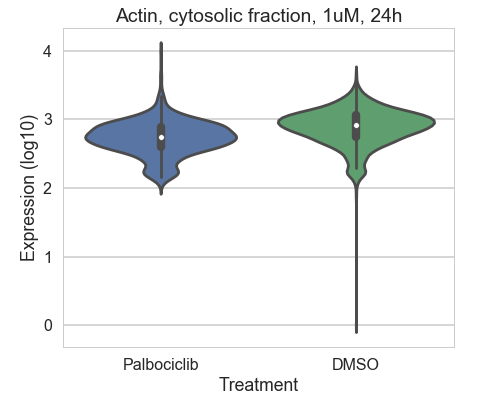 Actin, cytosolic fraction, 1uM, 24h
Expression (log10)
4
3
2
1
0
Palbociclib
DMSO
Treatment